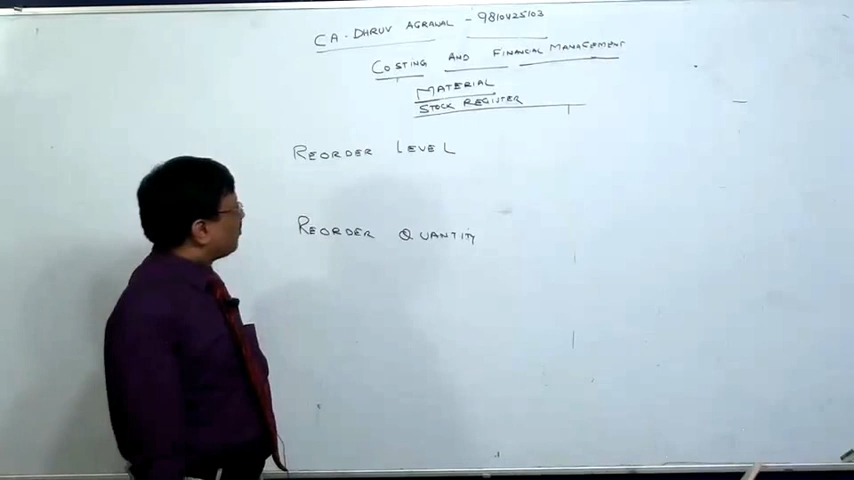 CA. DHRUV AGRAWAL - 9810425103
COSTING AND FINANCIAL MANAGEMENT
MATERIAL
STOCK REGISTER
REORDER LEVEL
REORDER QUANTITY